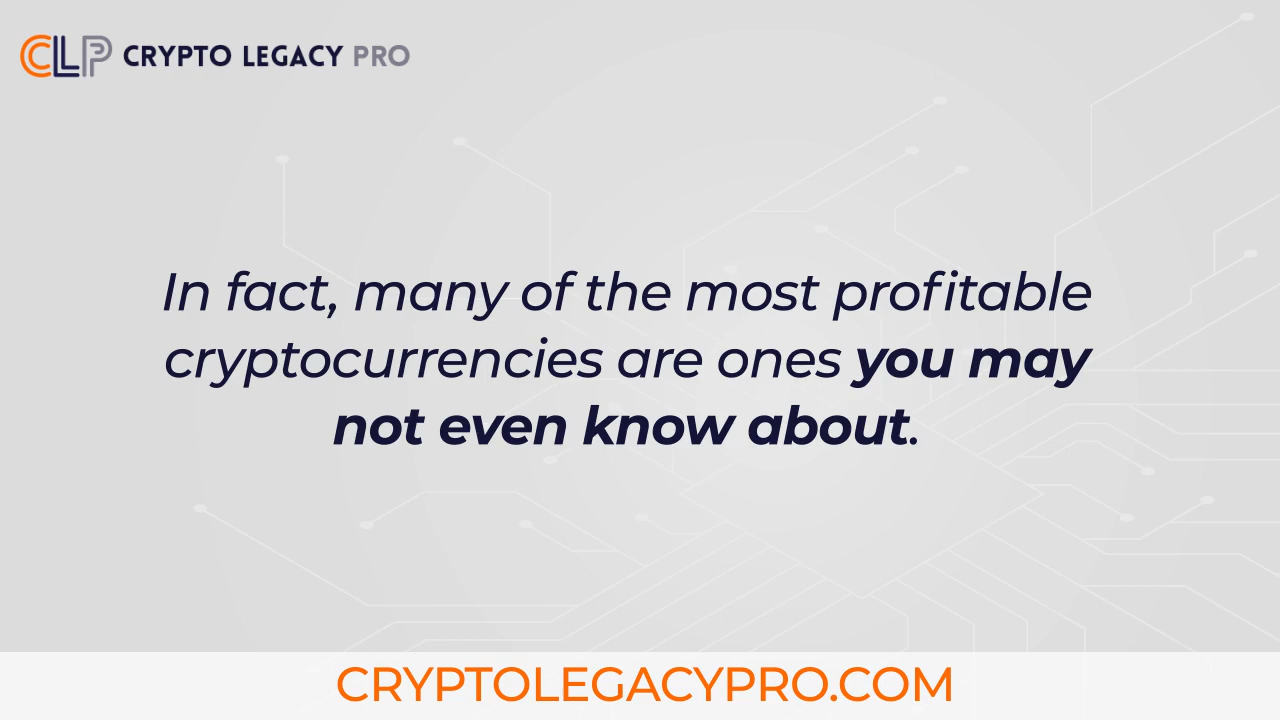 CLP CRYPTO LEGACY PRO
In fact, many of the most profitable
cryptocurrencies are ones you may
not even know about.
CRYPTOLEGACYPRO.COM